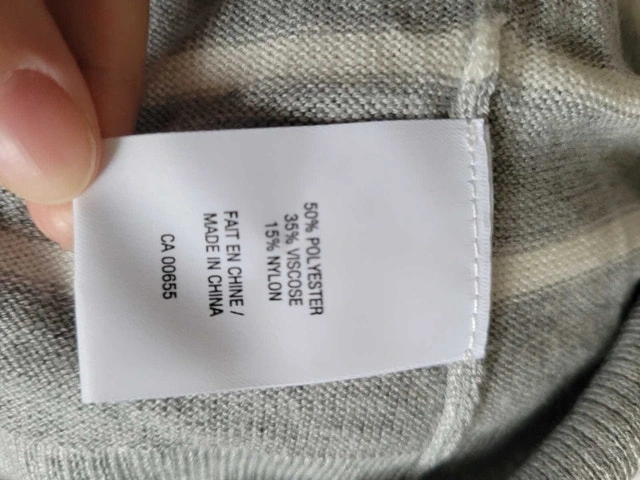 50% POLYESTER
35% VISCOSE
15% NYLON
FAIT EN CHINE /
MADE IN CHINA
CA 00655